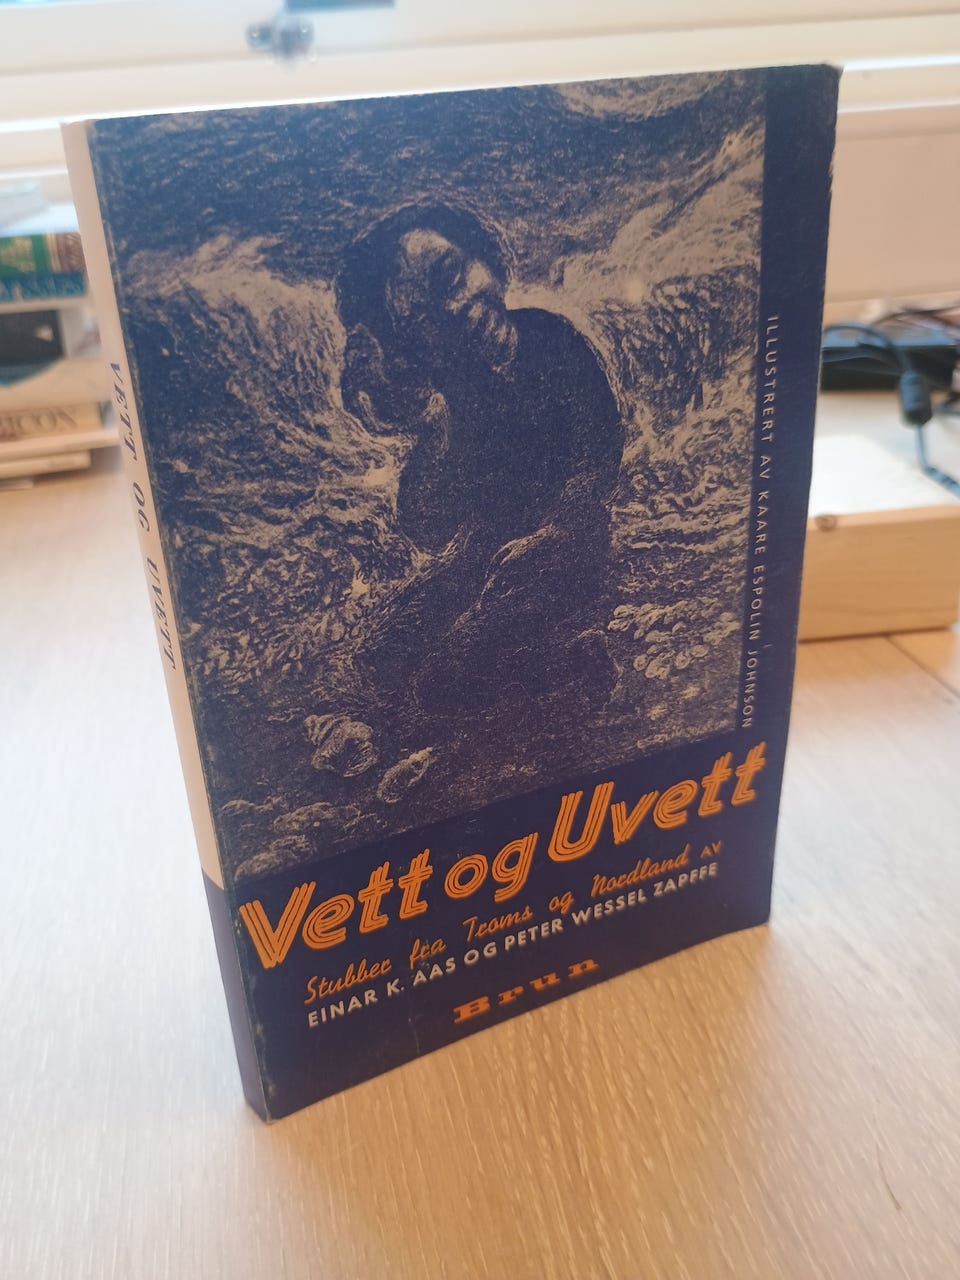 VETT OG UVETT
ILLUSTRERT AV KAARE ESPOLIN JOHNSON
Vett og Uvett
Stubber fra Troms og Nordland AV
EINAR K. AAS OG PETER WESSEL ZAPFFE
Brun